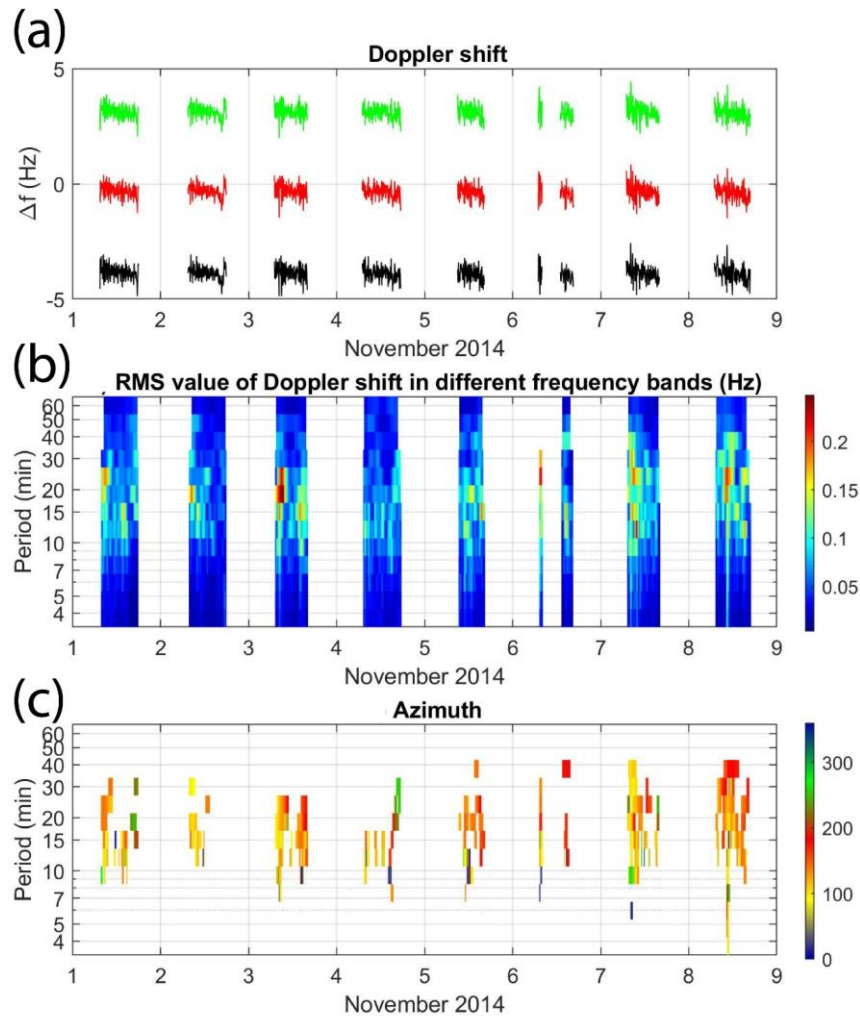 (a)
Doppler shift
5
0
-5
Δf (Hz)
1 2 3 4 5 6 7 8 9
November 2014
(b)
RMS value of Doppler shift in different frequency bands (Hz)
60
50
40
30
20
15
10
7
5
4
Period (min)
0.2
0.15
0.1
0.05
1 2 3 4 5 6 7 8 9
November 2014
(c)
Azimuth
60
50
40
30
20
15
10
7
5
4
Period (min)
300
200
100
0
1 2 3 4 5 6 7 8 9
November 2014